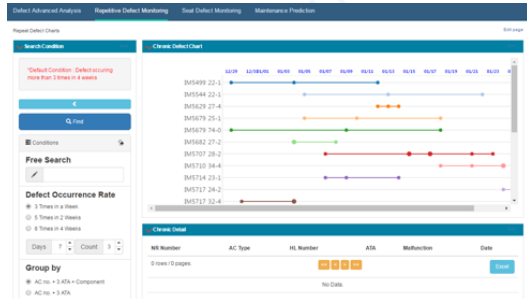 Defect Advanced Analysis Repetitive Defect Monitoring Seat Defect Monitoring Maintenance Prediction
Repeat Defect Charts Edit page
Search Condition
*Default Condition : Defect occuring
more than 3 times in 4 weeks
Find
Conditions
Free Search
Defect Occurrence Rate
3 Times in a Week
5 Times in 2 Weeks
8 Times in 4 Weeks
Days 7 Count 3
Group by
AC no. + 3 ATA + Component
AC no. + 3 ATA
Chronic Defect Chart
12/29 12/31 01/01 01/03 01/05 01/07 01/09 01/11 01/13 01/15 01/17 01/19 01/21 01/23
IM5499 22-1
IM5544 22-1
IM5629 27-4
IM5679 25-1
IM5679 74-0
IM5682 27-2
IM5707 28-2
IM5710 34-4
IM5714 23-1
IM5717 24-2
IM5717 32-4
Chronic Detail
NR Number AC Type HL Number ATA Malfunction Date
0 rows / 0 pages
Excel
No Data.